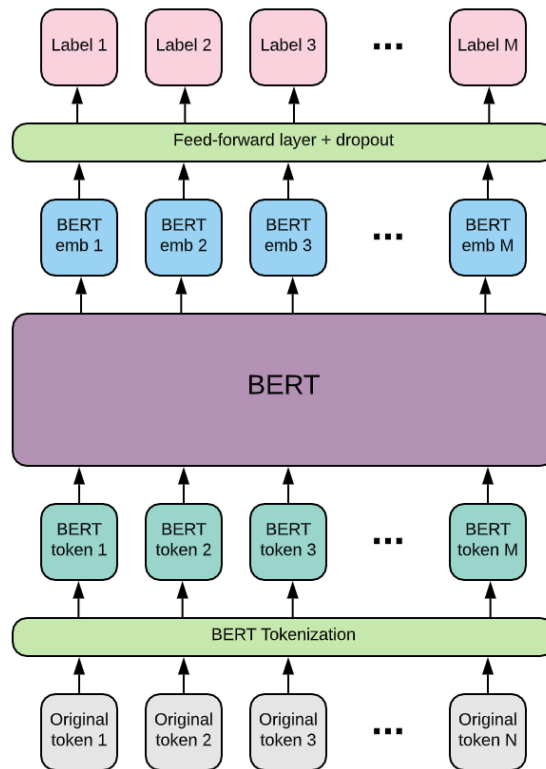 Label 1
Label 2
Label 3
...
Label M
Feed-forward layer + dropout
BERT
emb 1
BERT
emb 2
BERT
emb 3
...
BERT
emb M
BERT
BERT
token 1
BERT
token 2
BERT
token 3
...
BERT
token M
BERT Tokenization
Original
token 1
Original
token 2
Original
token 3
...
Original
token N